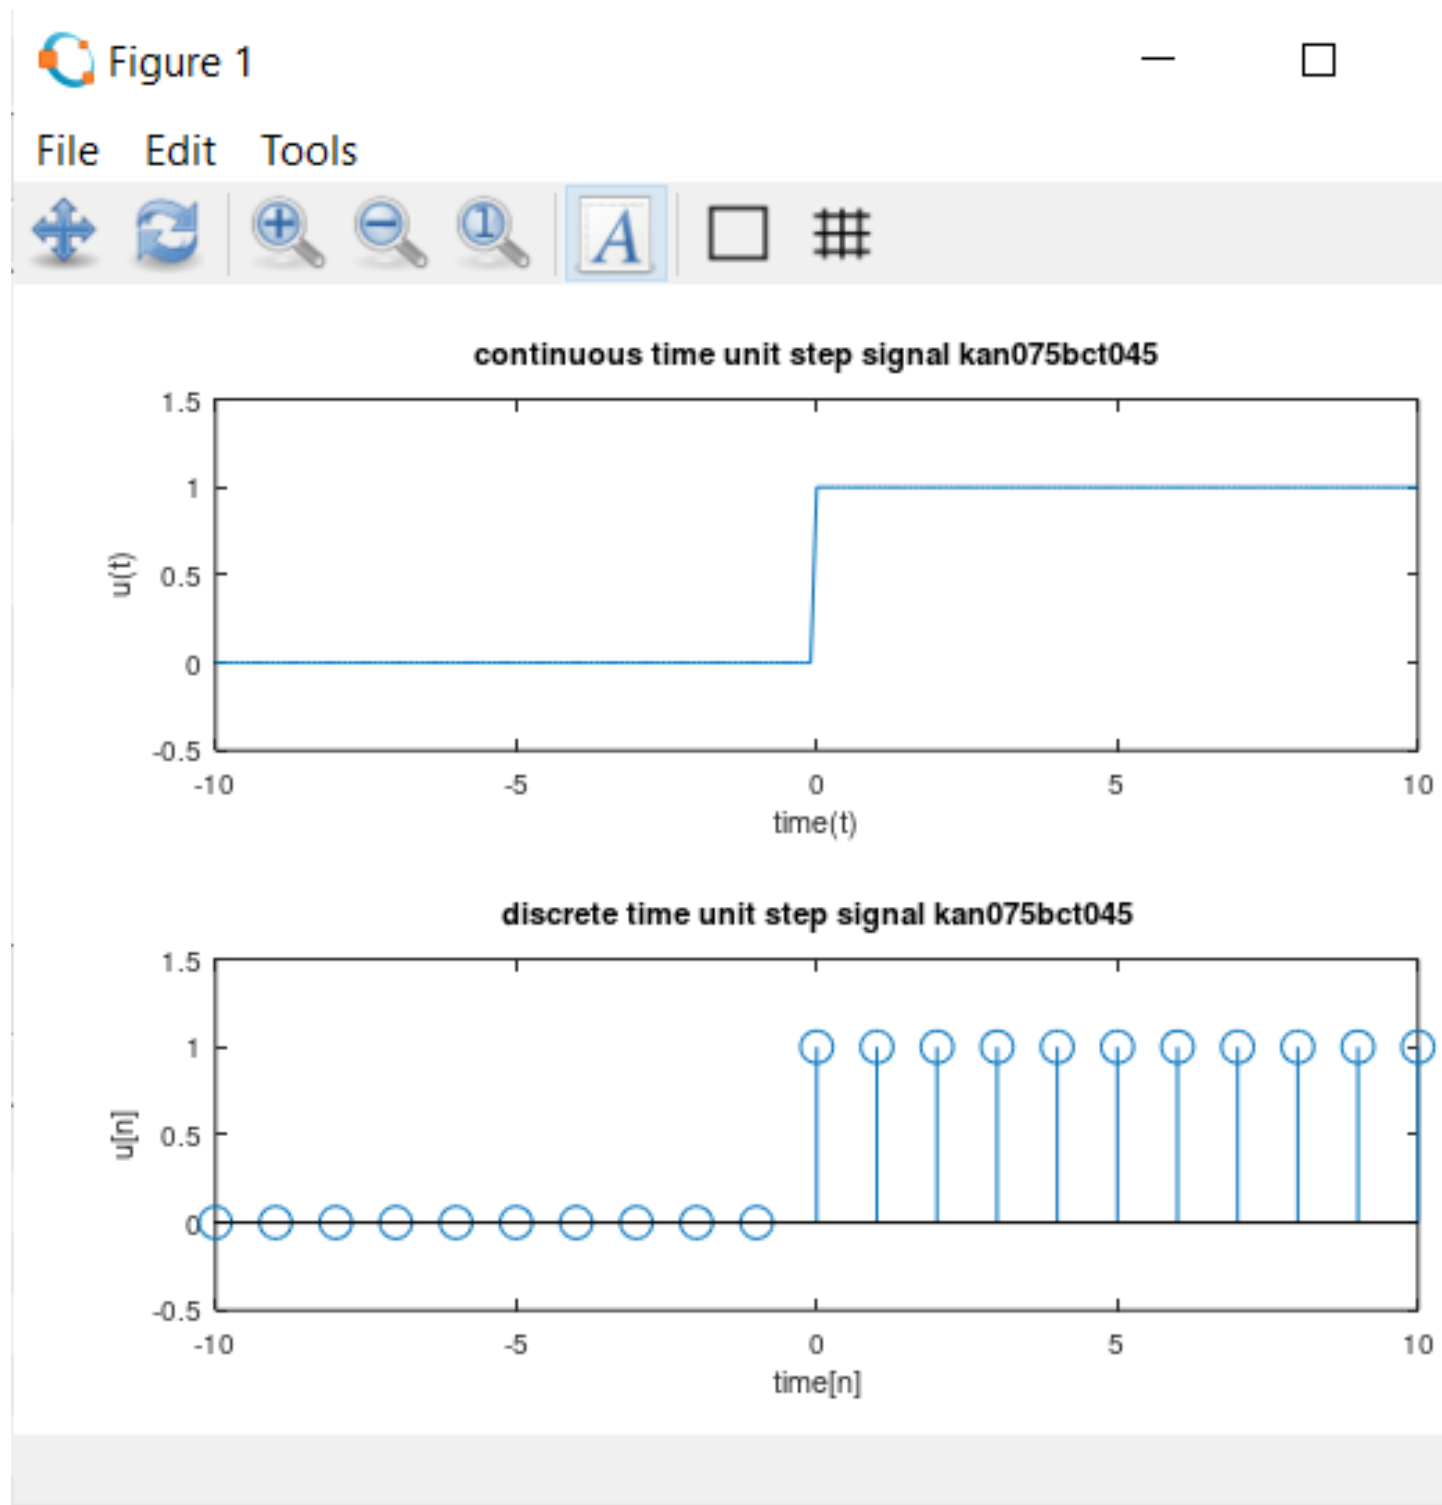 Figure 1
File Edit Tools
1 A
continuous time unit step signal kan075bct045
1.5
1
0.5
0
-0.5
u(t)
-10 -5 0 5 10
time(t)
discrete time unit step signal kan075bct045
1.5
1
0.5
0
-0.5
u[n]
-10 -5 0 5 10
time[n]